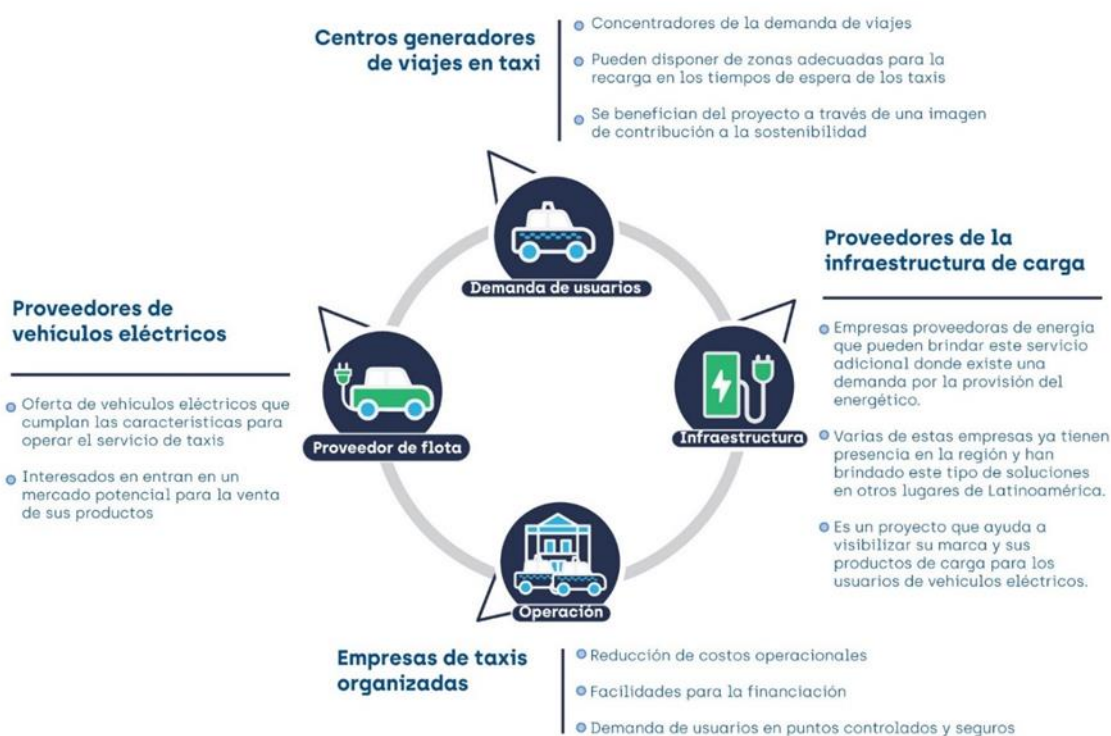 Centros generadores
de viajes en taxi
Concentradores de la demanda de viajes
Pueden disponer de zonas adecuadas para la
recarga en los tiempos de espera de los taxis
Se benefician del proyecto a través de una imagen
de contribución a la sostenibilidad
Demanda de usuarios
Proveedores de la
infraestructura de carga
Empresas proveedoras de energía
que pueden brindar este servicio
adicional donde existe una
demanda por la provisión del
energético.
Varias de estas empresas ya tienen
presencia en la región y han
brindado este tipo de soluciones
en otros lugares de Latinoamérica.
Es un proyecto que ayuda a
visibilizar su marca y sus
productos de carga para los
usuarios de vehículos eléctricos.
Infraestructura
Proveedores de
vehículos eléctricos
Oferta de vehículos eléctricos que
cumplan las características para
operar el servicio de taxis
Interesados en entran en un
mercado potencial para la venta
de sus productos
Proveedor de flota
Operación
Empresas de taxis
organizadas
Reducción de costos operacionales
Facilidades para la financiación
Demanda de usuarios en puntos controlados y seguros